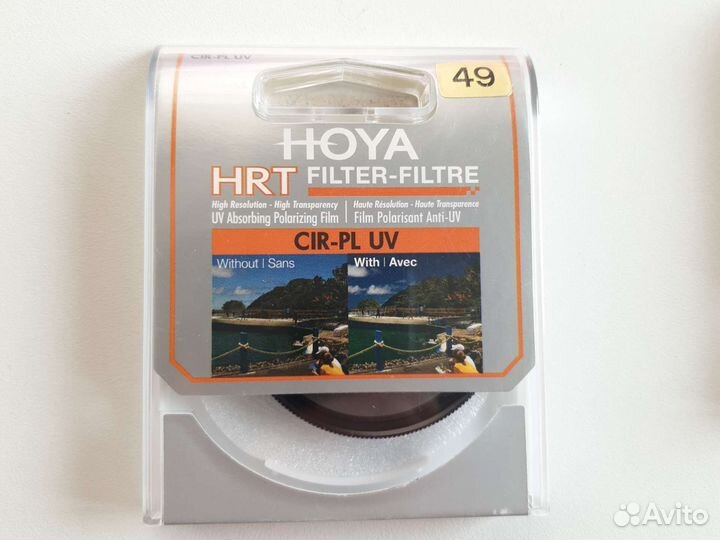 CIR-PL UV
49
HOYA
HRT FILTER-FILTRE
High Resolution - High Transparency
UV Absorbing Polarizing Film
Haute Résolution - Haute Transparence
Film Polarisant Anti-UV
CIR-PL UV
Without | Sans
With | Avec
Avito